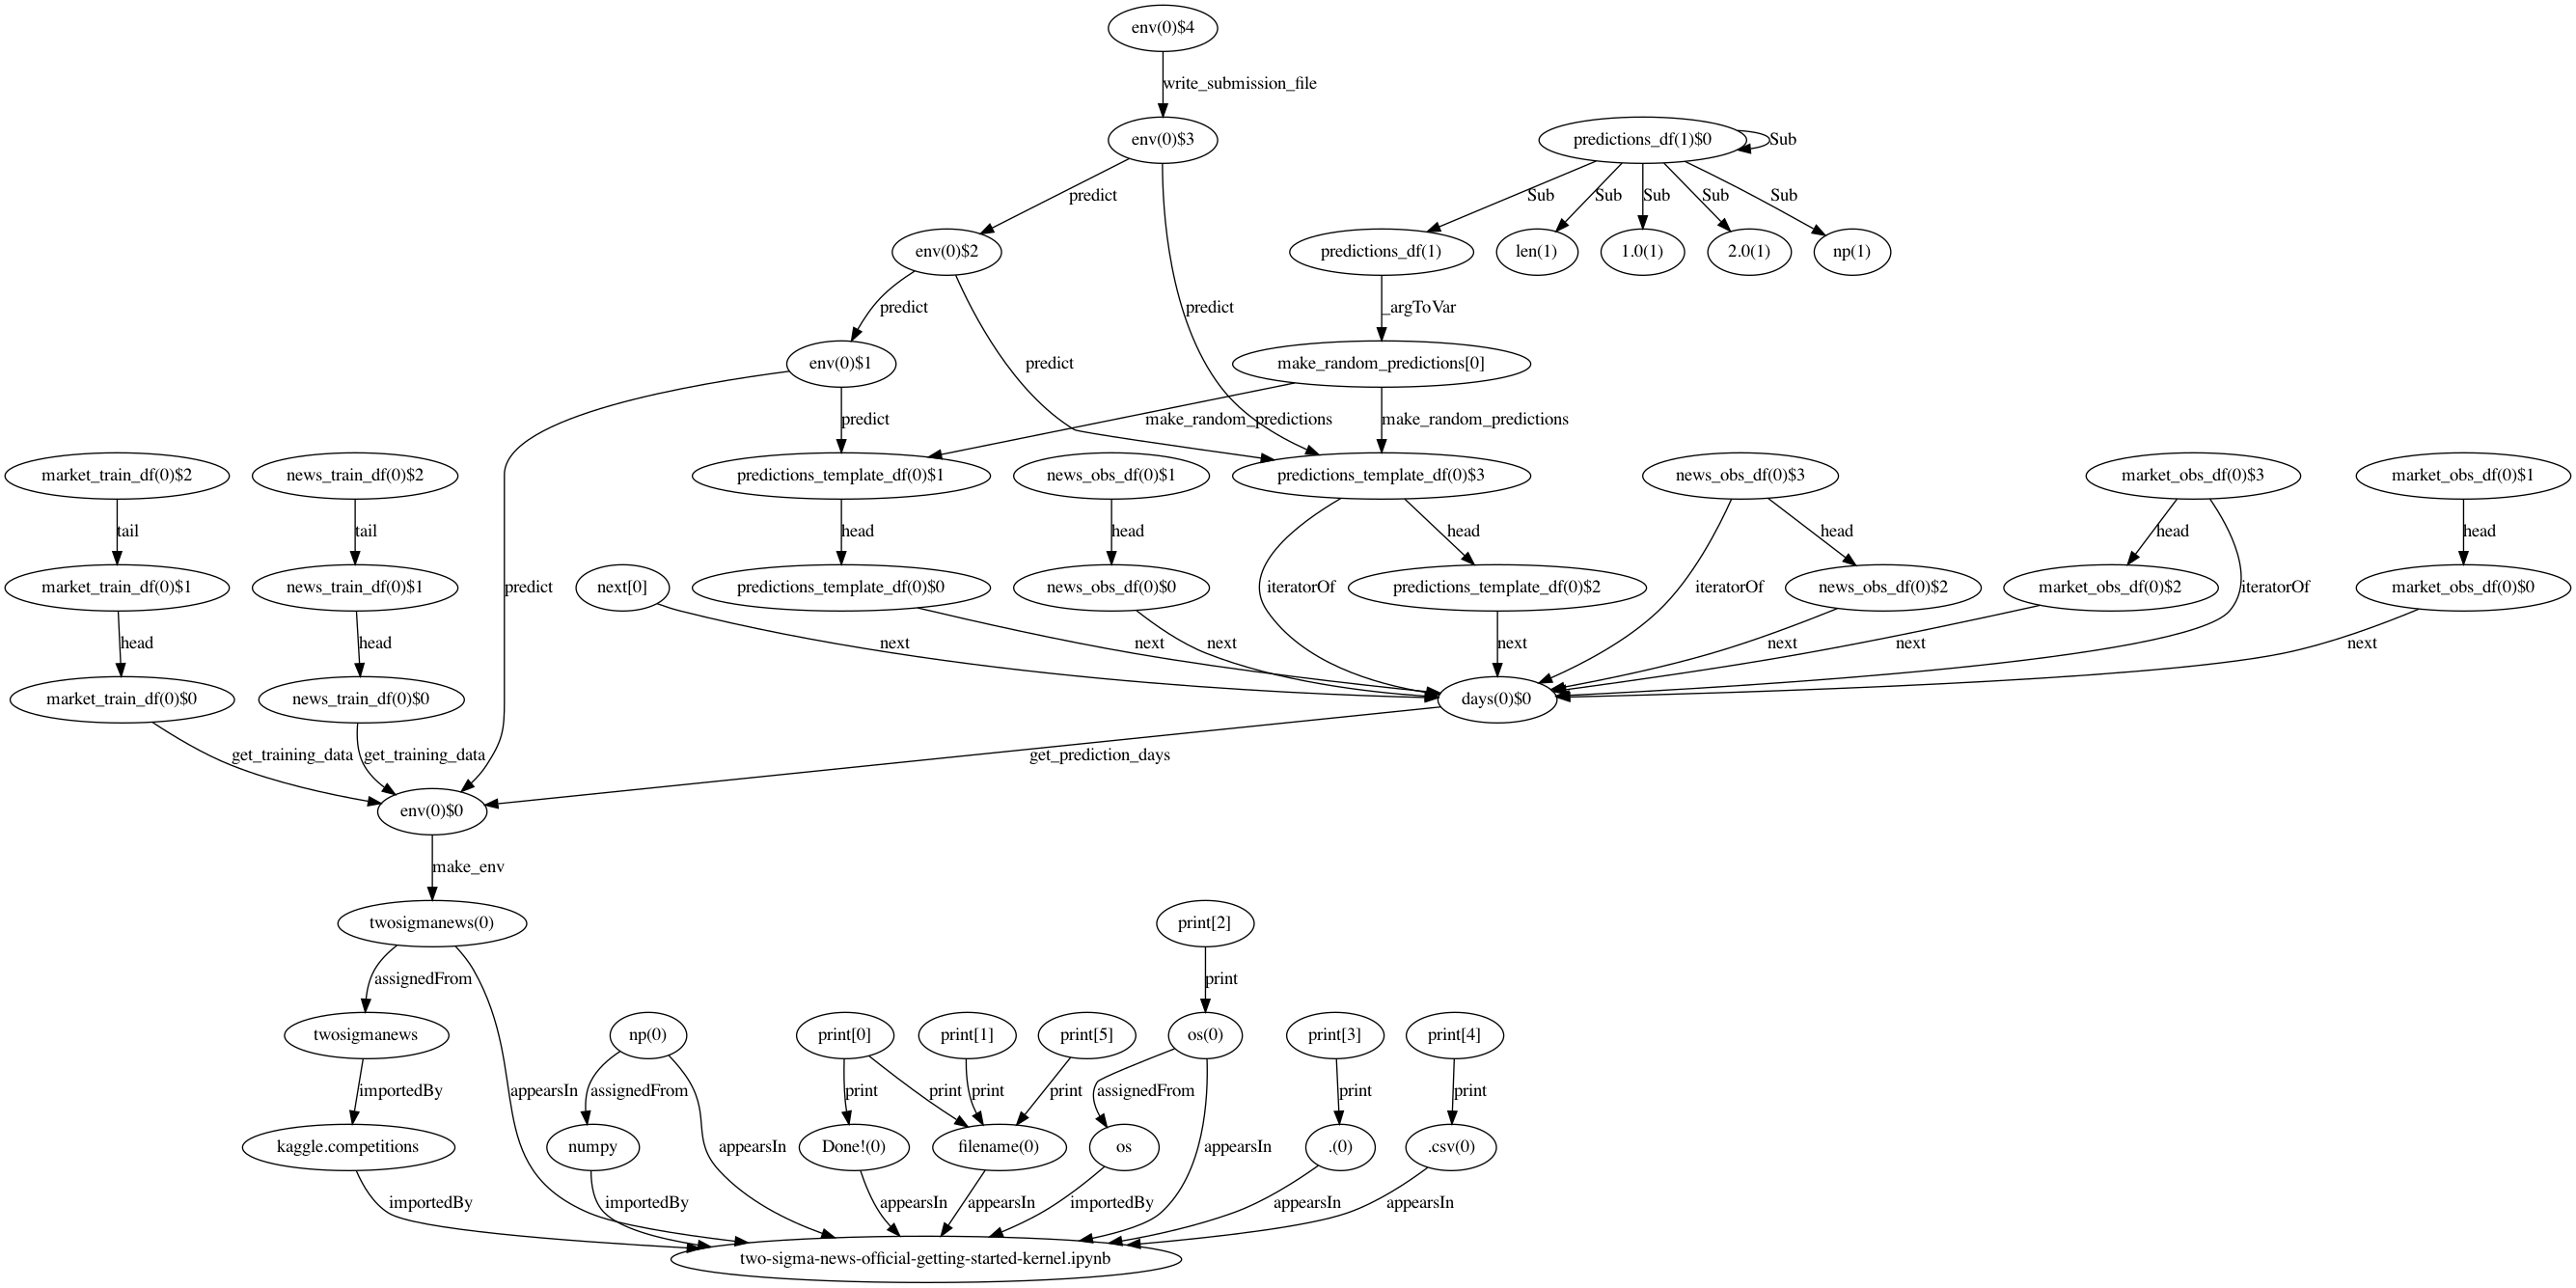 env(0)$4
write_submission_file
env(0)$3
predictions_df(1)$0
Sub
predict
Sub
Sub
Sub
Sub
Sub
env(0)$2
predictions_df(1)
len(1)
1.0(1)
2.0(1)
np(1)
predict
predict
predict
_argToVar
env(0)$1
make_random_predictions[0]
predict
make_random_predictions
make_random_predictions
market_train_df(0)$2
news_train_df(0)$2
predictions_template_df(0)$1
news_obs_df(0)$1
predictions_template_df(0)$3
news_obs_df(0)$3
market_obs_df(0)$3
market_obs_df(0)$1
tail
tail
head
head
head
head
head
head
market_train_df(0)$1
news_train_df(0)$1
predict
next[0]
predictions_template_df(0)$0
news_obs_df(0)$0
iteratorOf
predictions_template_df(0)$2
iteratorOf
news_obs_df(0)$2
market_obs_df(0)$2
iteratorOf
market_obs_df(0)$0
head
head
next
next
next
next
next
next
next
market_train_df(0)$0
news_train_df(0)$0
days(0)$0
get_training_data
get_training_data
get_prediction_days
env(0)$0
make_env
twosigmanews(0)
print[2]
assignedFrom
print
twosigmanews
np(0)
print[0]
print[1]
print[5]
os(0)
print[3]
print[4]
importedBy
appearsIn
assignedFrom
print
print
print
print
assignedFrom
print
print
kaggle.competitions
numpy
appearsIn
Done!(0)
filename(0)
os
appearsIn
.(0)
.csv(0)
importedBy
importedBy
appearsIn
appearsIn
importedBy
appearsIn
appearsIn
two-sigma-news-official-getting-started-kernel.ipynb